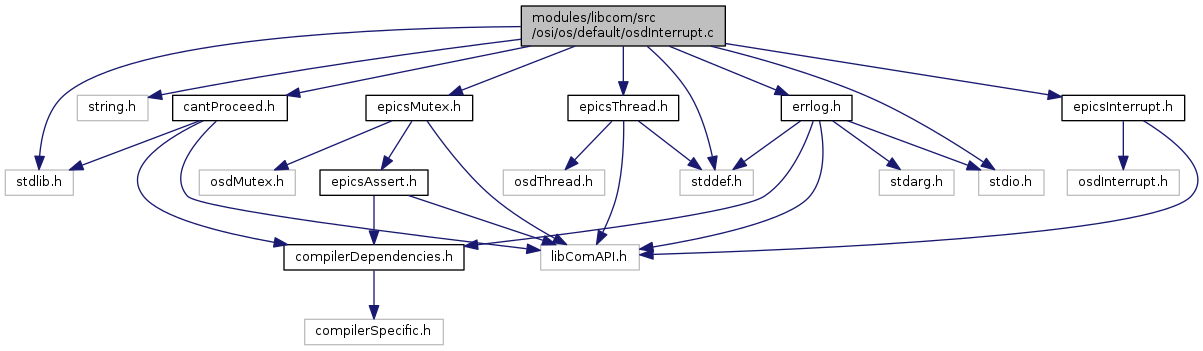 modules/libcom/src
/osi/os/default/osdInterrupt.c
string.h
cantProceed.h
epicsMutex.h
epicsThread.h
errlog.h
epicsInterrupt.h
stdlib.h
osdMutex.h
epicsAssert.h
osdThread.h
stddef.h
stdarg.h
stdio.h
osdInterrupt.h
compilerDependencies.h
libComAPI.h
compilerSpecific.h